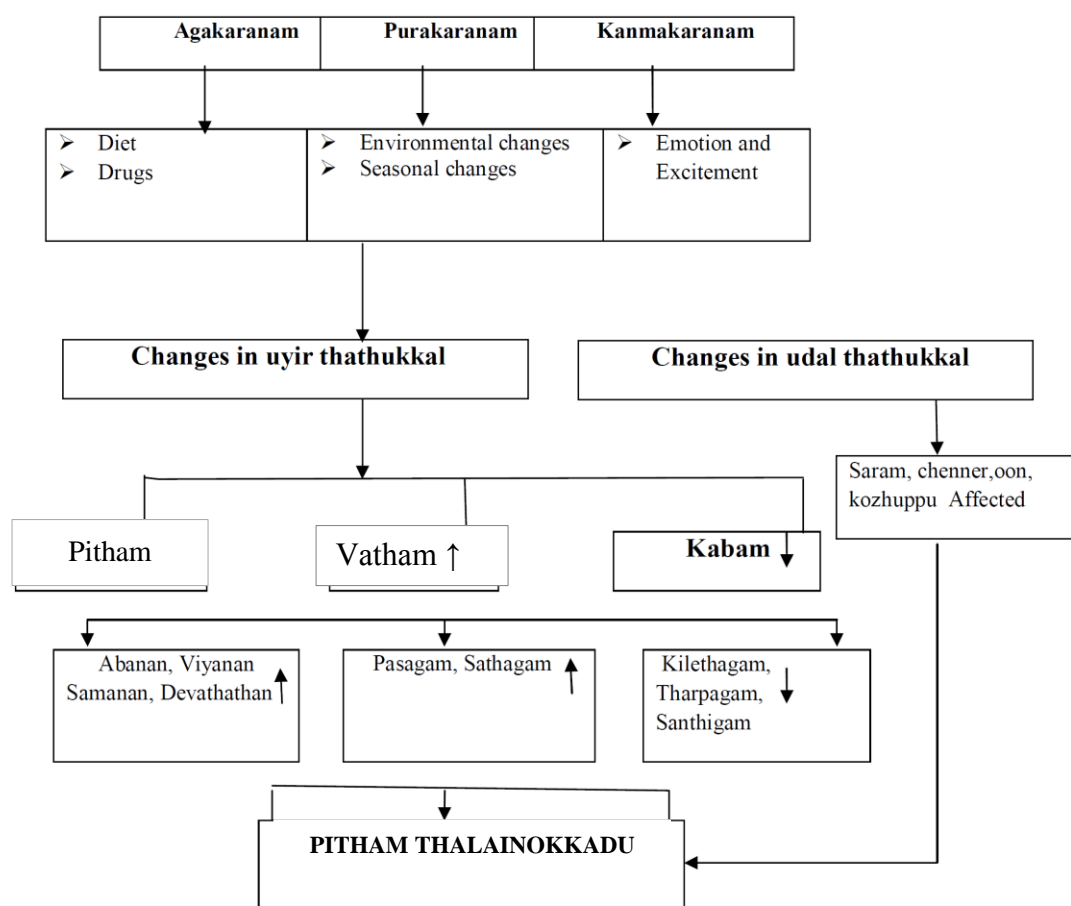 Agakaranam
Purakaranam
Kanmakaranam
➢ Diet
➢ Drugs
➢ Environmental changes
➢ Seasonal changes
➢ Emotion and
Excitement
Changes in uyir thathukkal
Changes in udal thathukkal
Saram, chenner,oon,
kozhuppu Affected
Pitham
Vatham ↑
Kabam
Abanan, Viyanan
Samanan, Devathathan
Pasagam, Sathagam
Kilethagam,
Tharpagam,
Santhigam
PITHAM THALAINOKKADU